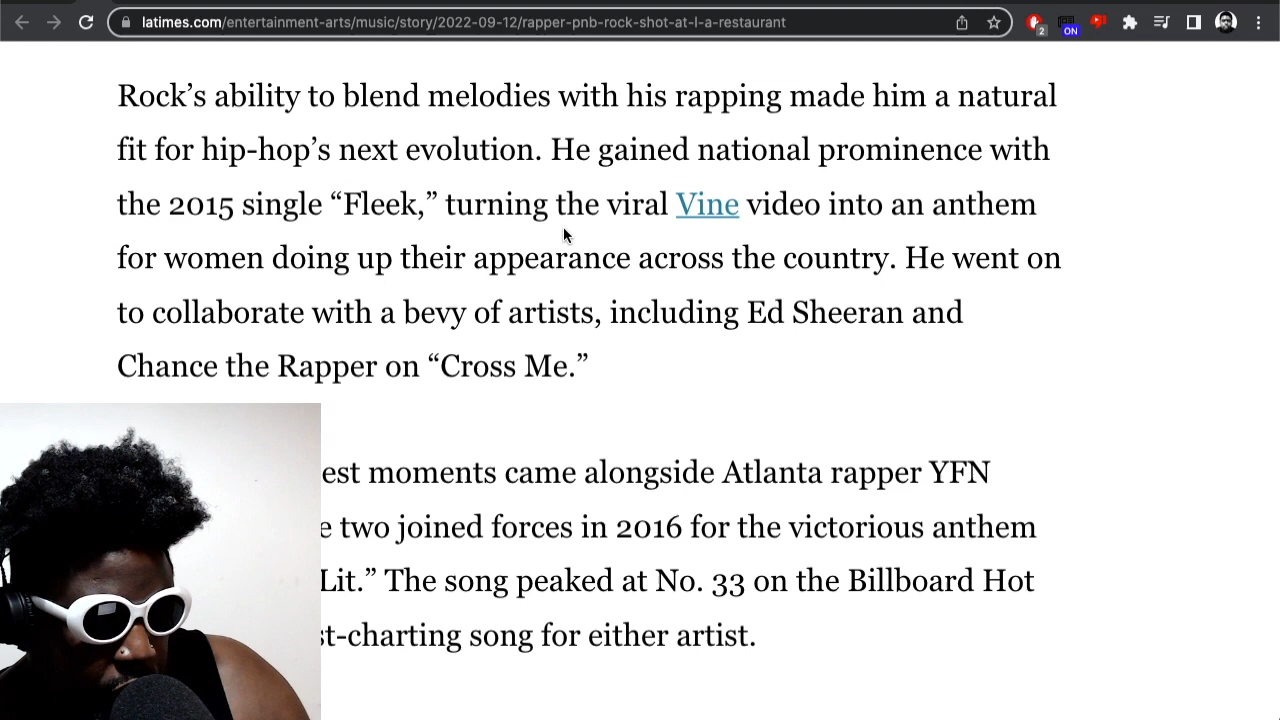 latimes.com/entertainment-arts/music/story/2022-09-12/rapper-pnb-rock-shot-at-l-a-restaurant
2
ON
Rock’s ability to blend melodies with his rapping made him a natural
fit for hip-hop’s next evolution. He gained national prominence with
the 2015 single “Fleek,” turning the viral Vine video into an anthem
for women doing up their appearance across the country. He went on
to collaborate with a bevy of artists, including Ed Sheeran and
Chance the Rapper on “Cross Me.”
est moments came alongside Atlanta rapper YFN
e two joined forces in 2016 for the victorious anthem
Lit.” The song peaked at No. 33 on the Billboard Hot
st-charting song for either artist.